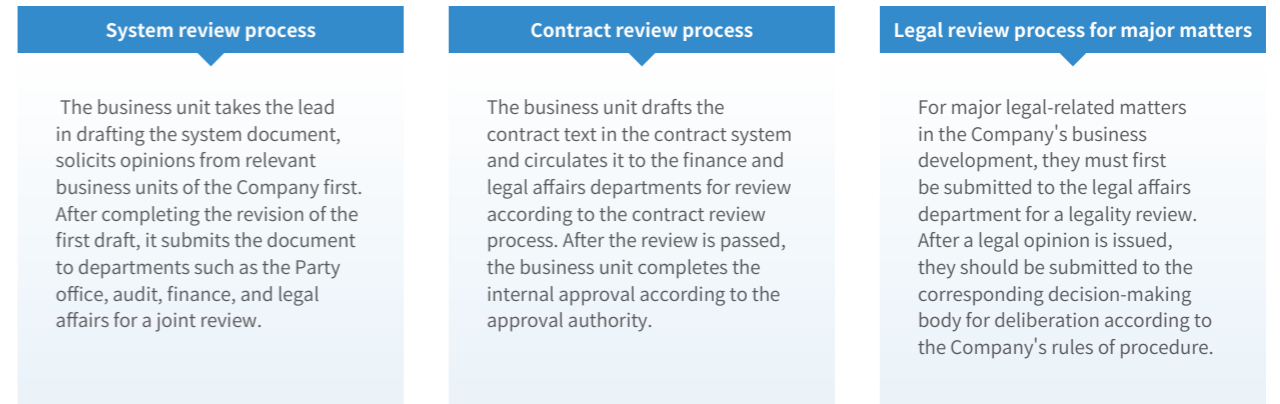 System review process
The business unit takes the lead
in drafting the system document,
solicits opinions from relevant
business units of the Company first.
After completing the revision of the
first draft, it submits the document
to departments such as the Party
office, audit, finance, and legal
affairs for a joint review.
Contract review process
The business unit drafts the
contract text in the contract system
and circulates it to the finance and
legal affairs departments for review
according to the contract review
process. After the review is passed,
the business unit completes the
internal approval according to the
approval authority.
Legal review process for major matters
For major legal-related matters
in the Company's business
development, they must first
be submitted to the legal affairs
department for a legality review.
After a legal opinion is issued,
they should be submitted to the
corresponding decision-making
body for deliberation according to
the Company's rules of procedure.